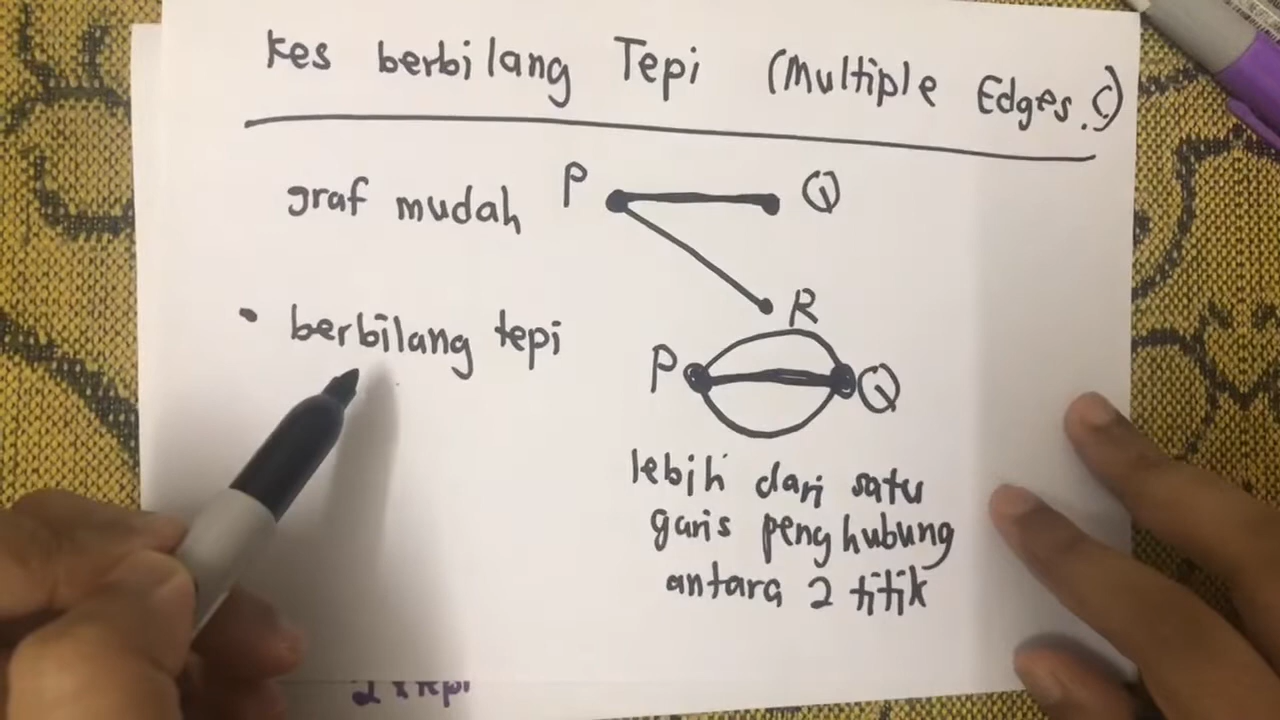 Kes berbilang Tepi (Multiple Edges.)
graf mudah P Q
R
• berbilang tepi
P Q
lebih dari satu
garis penghubung
antara 2 titik